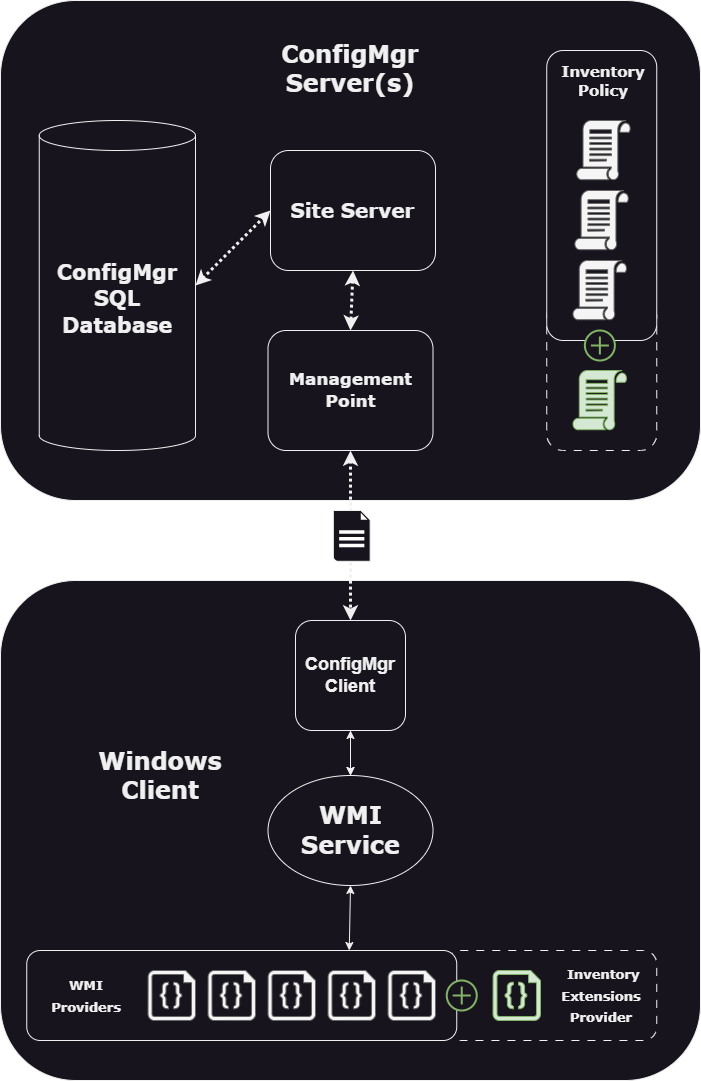 ConfigMgr
Server(s)
Inventory
Policy
Site Server
ConfigMgr
SQL
Database
Management
Point
ConfigMgr
Client
Windows
Client
WMI
Service
WMI
Providers
{}
{}
{}
{}
{}
{}
Inventory
Extensions
Provider